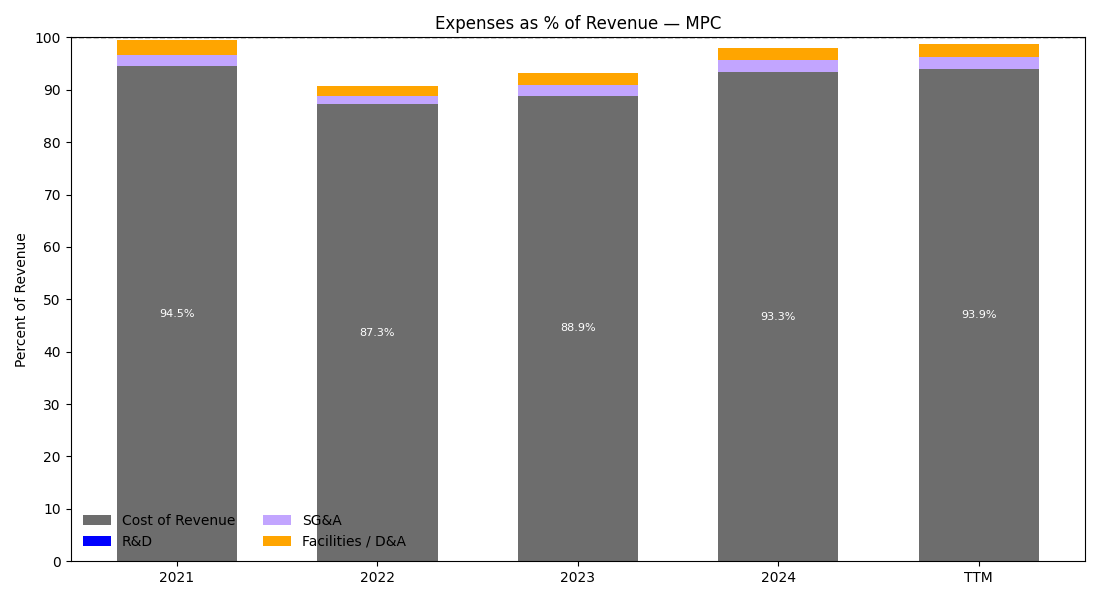 Expenses as % of Revenue — MPC
Percent of Revenue
100
90
80
70
60
50
40
30
20
10
0
94.5%
87.3%
88.9%
93.3%
93.9%
Cost of Revenue
R&D
SG&A
Facilities / D&A
2021
2022
2023
2024
TTM